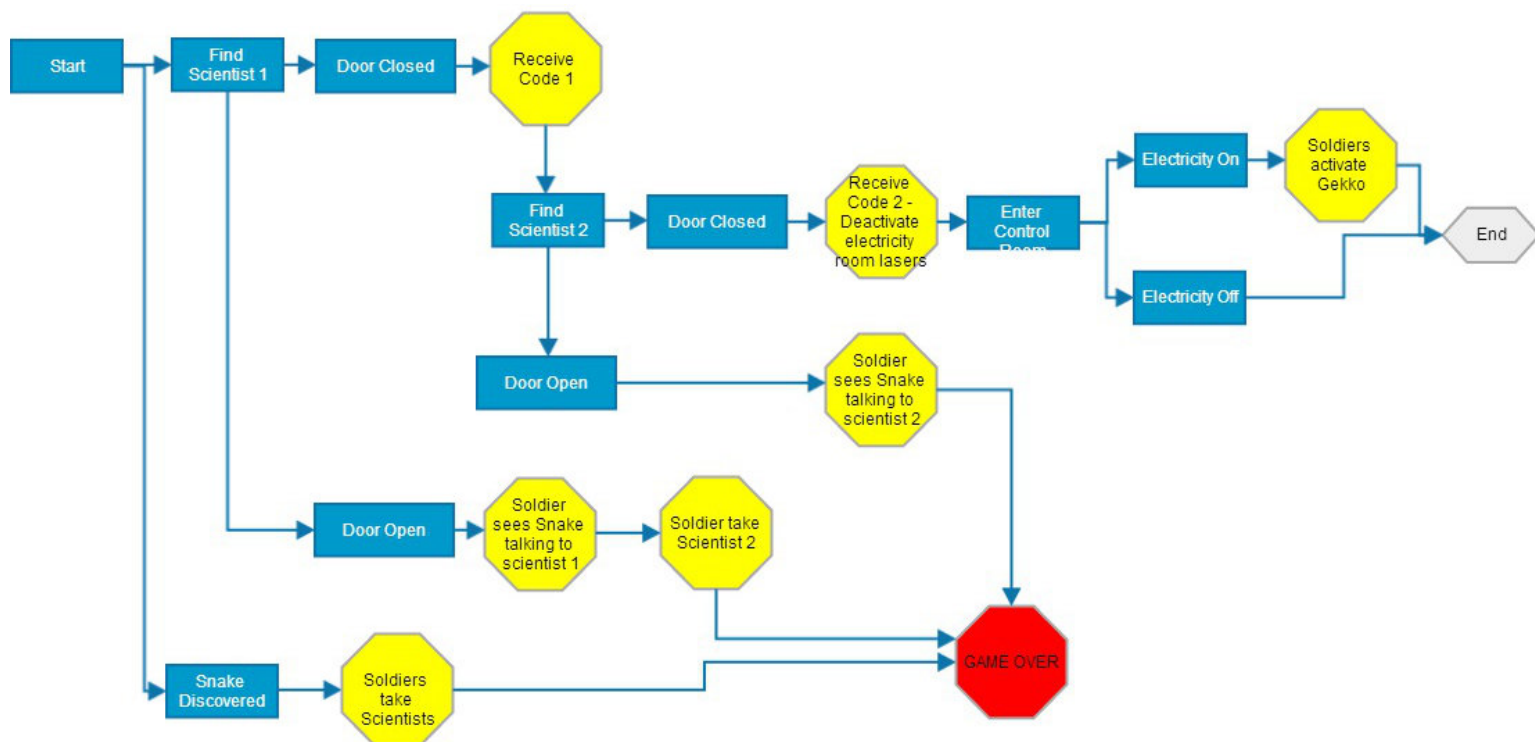 Start
Find
Scientist 1
Door Closed
Receive
Code 1
Find
Scientist 2
Door Closed
Receive
Code 2 -
Deactivate
electricity
room lasers
Enter
Control
Room
Electricity On
Soldiers
activate
Gekko
Electricity Off
End
Door Open
Soldier
sees Snake
talking to
scientist 2
Door Open
Soldier
sees Snake
talking to
scientist 1
Soldier take
Scientist 2
Snake
Discovered
Soldiers
take
Scientists
GAME OVER